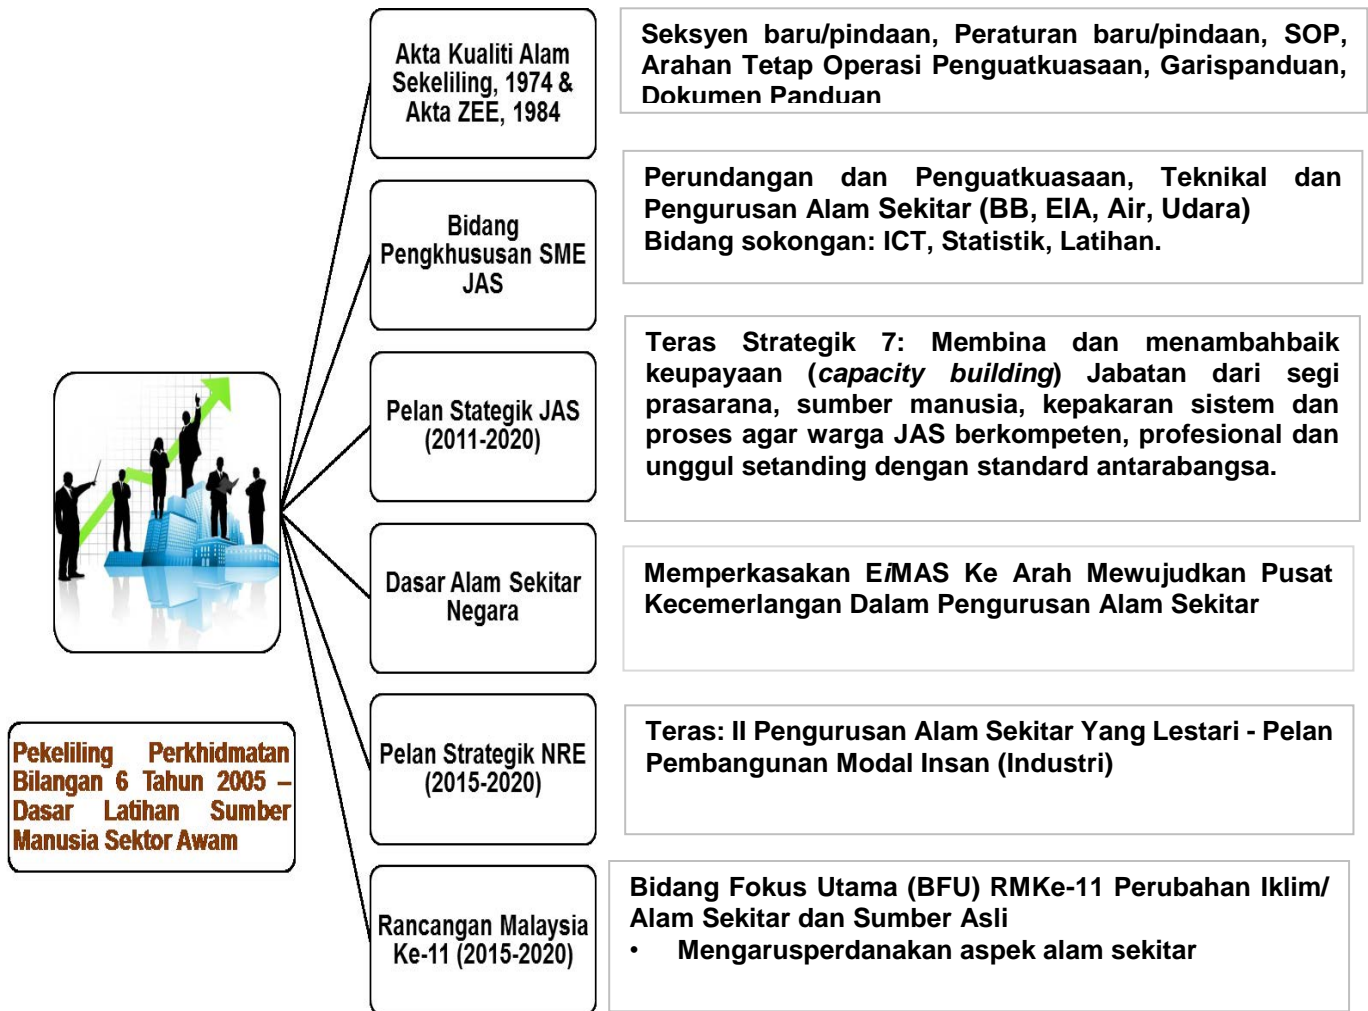 Akta Kualiti Alam
Sekeliling, 1974 &
Akta ZEE, 1984
Seksyen baru/pindaan, Peraturan baru/pindaan, SOP,
Arahan Tetap Operasi Penguatkuasaan, Garispanduan,
Dokumen Panduan
Bidang
Pengkhususan SME
JAS
Perundangan dan Penguatkuasaan, Teknikal dan
Pengurusan Alam Sekitar (BB, EIA, Air, Udara)
Bidang sokongan: ICT, Statistik, Latihan.
Pelan Stategik JAS
(2011-2020)
Teras Strategik 7: Membina dan menambahbaik
keupayaan (capacity building) Jabatan dari segi
prasarana, sumber manusia, kepakaran sistem dan
proses agar warga JAS berkompeten, profesional dan
unggul setanding dengan standard antarabangsa.
Dasar Alam Sekitar
Negara
Memperkasakan EiMAS Ke Arah Mewujudkan Pusat
Kecemerlangan Dalam Pengurusan Alam Sekitar
Pelan Strategik NRE
(2015-2020)
Teras: II Pengurusan Alam Sekitar Yang Lestari - Pelan
Pembangunan Modal Insan (Industri)
Rancangan Malaysia
Ke-11 (2015-2020)
Bidang Fokus Utama (BFU) RMKe-11 Perubahan Iklim/
Alam Sekitar dan Sumber Asli
• Mengarusperdanakan aspek alam sekitar
Pekeliling Perkhidmatan
Bilangan 6 Tahun 2005 –
Dasar Latihan Sumber
Manusia Sektor Awam